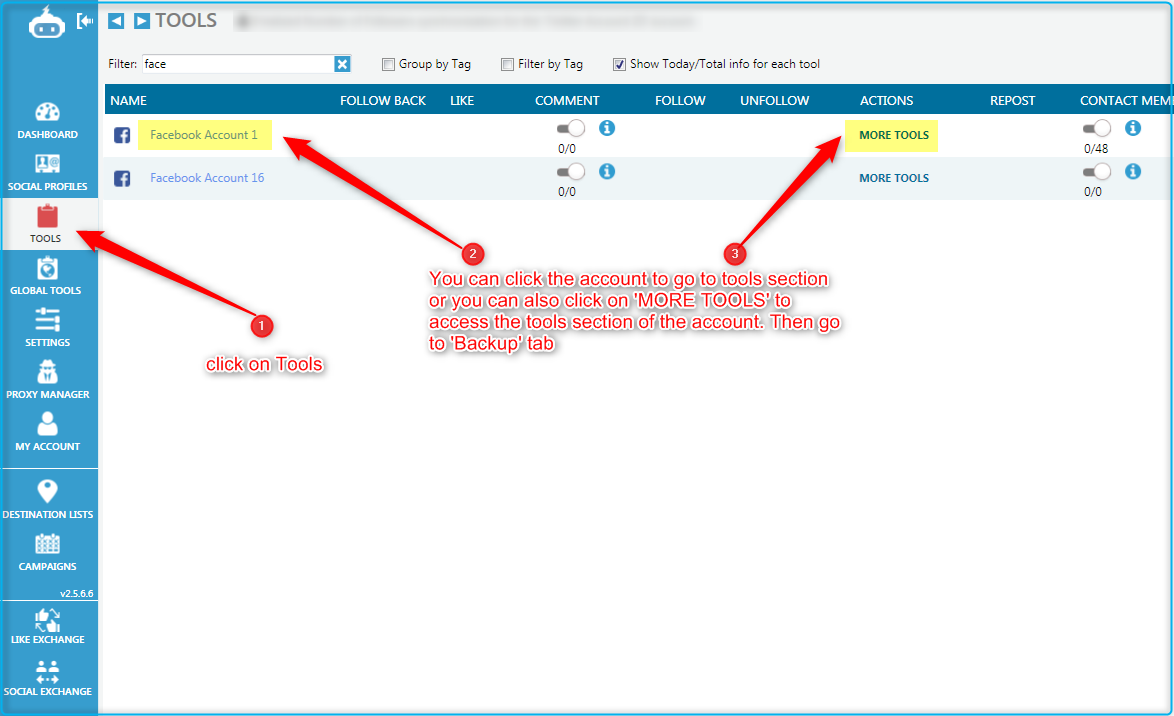 TOOLS
Filter: face
Group by Tag
Filter by Tag
Show Today/Total info for each tool
NAME FOLLOW BACK LIKE COMMENT FOLLOW UNFOLLOW ACTIONS REPOST CONTACT MEM
Facebook Account 1 MORE TOOLS
0/0 0/48
Facebook Account 16 MORE TOOLS
0/0 0/0
DASHBOARD
SOCIAL PROFILES
TOOLS
GLOBAL TOOLS
SETTINGS
PROXY MANAGER
MY ACCOUNT
DESTINATION LISTS
CAMPAIGNS
v2.5.6.6
LIKE EXCHANGE
SOCIAL EXCHANGE
1
click on Tools
2 3
You can click the account to go to tools section
or you can also click on 'MORE TOOLS' to
access the tools section of the account. Then go
to 'Backup' tab